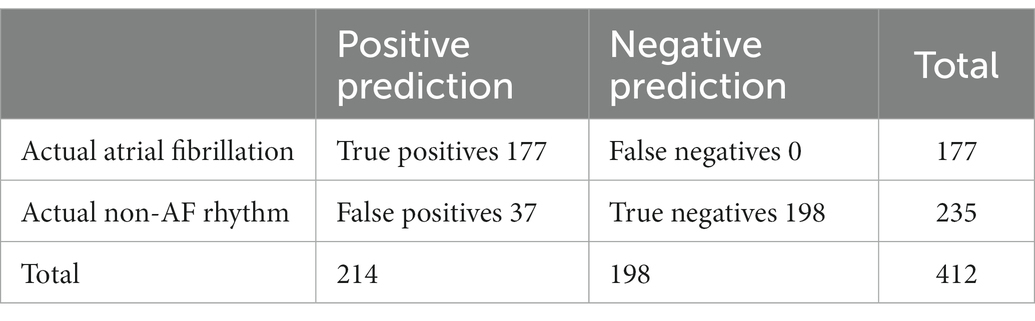 Positive prediction Negative prediction Total
Actual atrial fibrillation True positives 177 False negatives 0 177
Actual non-AF rhythm False positives 37 True negatives 198 235
Total 214 198 412